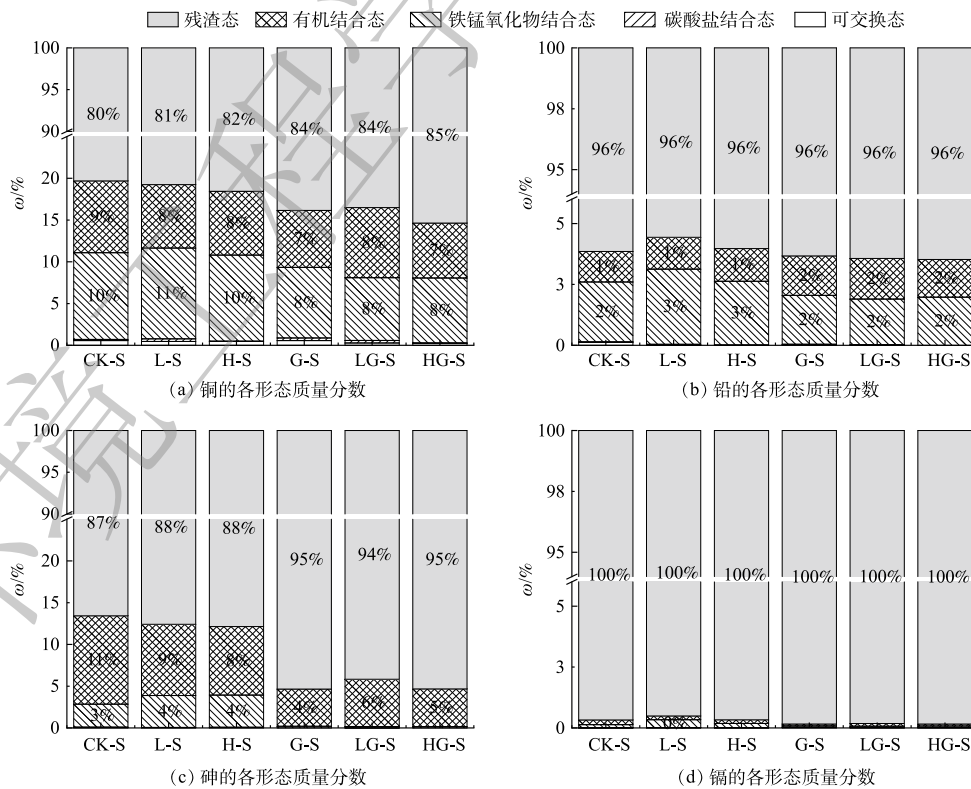 残渣态 有机结合态 铁锰氧化物结合态 碳酸盐结合态 可交换态
100
95
90
20
15
10
5
0
ω/%
80% 81% 82% 84% 84% 85%
9% 8% 8% 7% 8% 7%
10% 11% 10% 8% 8% 8%
CK-S L-S H-S G-S LG-S HG-S
(a) 铜的各形态质量分数
100
98
95
5
3
0
ω/%
96% 96% 96% 96% 96% 96%
1% 1% 1% 2% 2% 2%
2% 3% 3% 2% 2% 2%
CK-S L-S H-S G-S LG-S HG-S
(b) 铅的各形态质量分数
100
95
90
20
15
10
5
0
ω/%
87% 88% 88% 95% 94% 95%
11% 9% 8% 4% 6% 5%
3% 4% 4%
CK-S L-S H-S G-S LG-S HG-S
(c) 砷的各形态质量分数
100
98
95
5
3
0
ω/%
100% 100% 100% 100% 100% 100%
0%
CK-S L-S H-S G-S LG-S HG-S
(d) 镉的各形态质量分数
境工程学